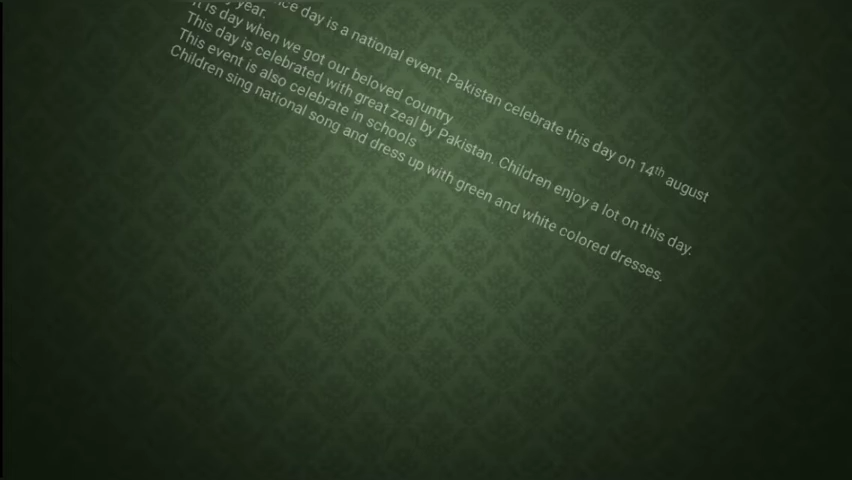 ce day is a national event. Pakistan celebrate this day on 14th august
year.
It is day when we got our beloved country
This day is celebrated with great zeal by Pakistan. Children enjoy a lot on this day.
This event is also celebrate in schools
Children sing national song and dress up with green and white colored dresses.